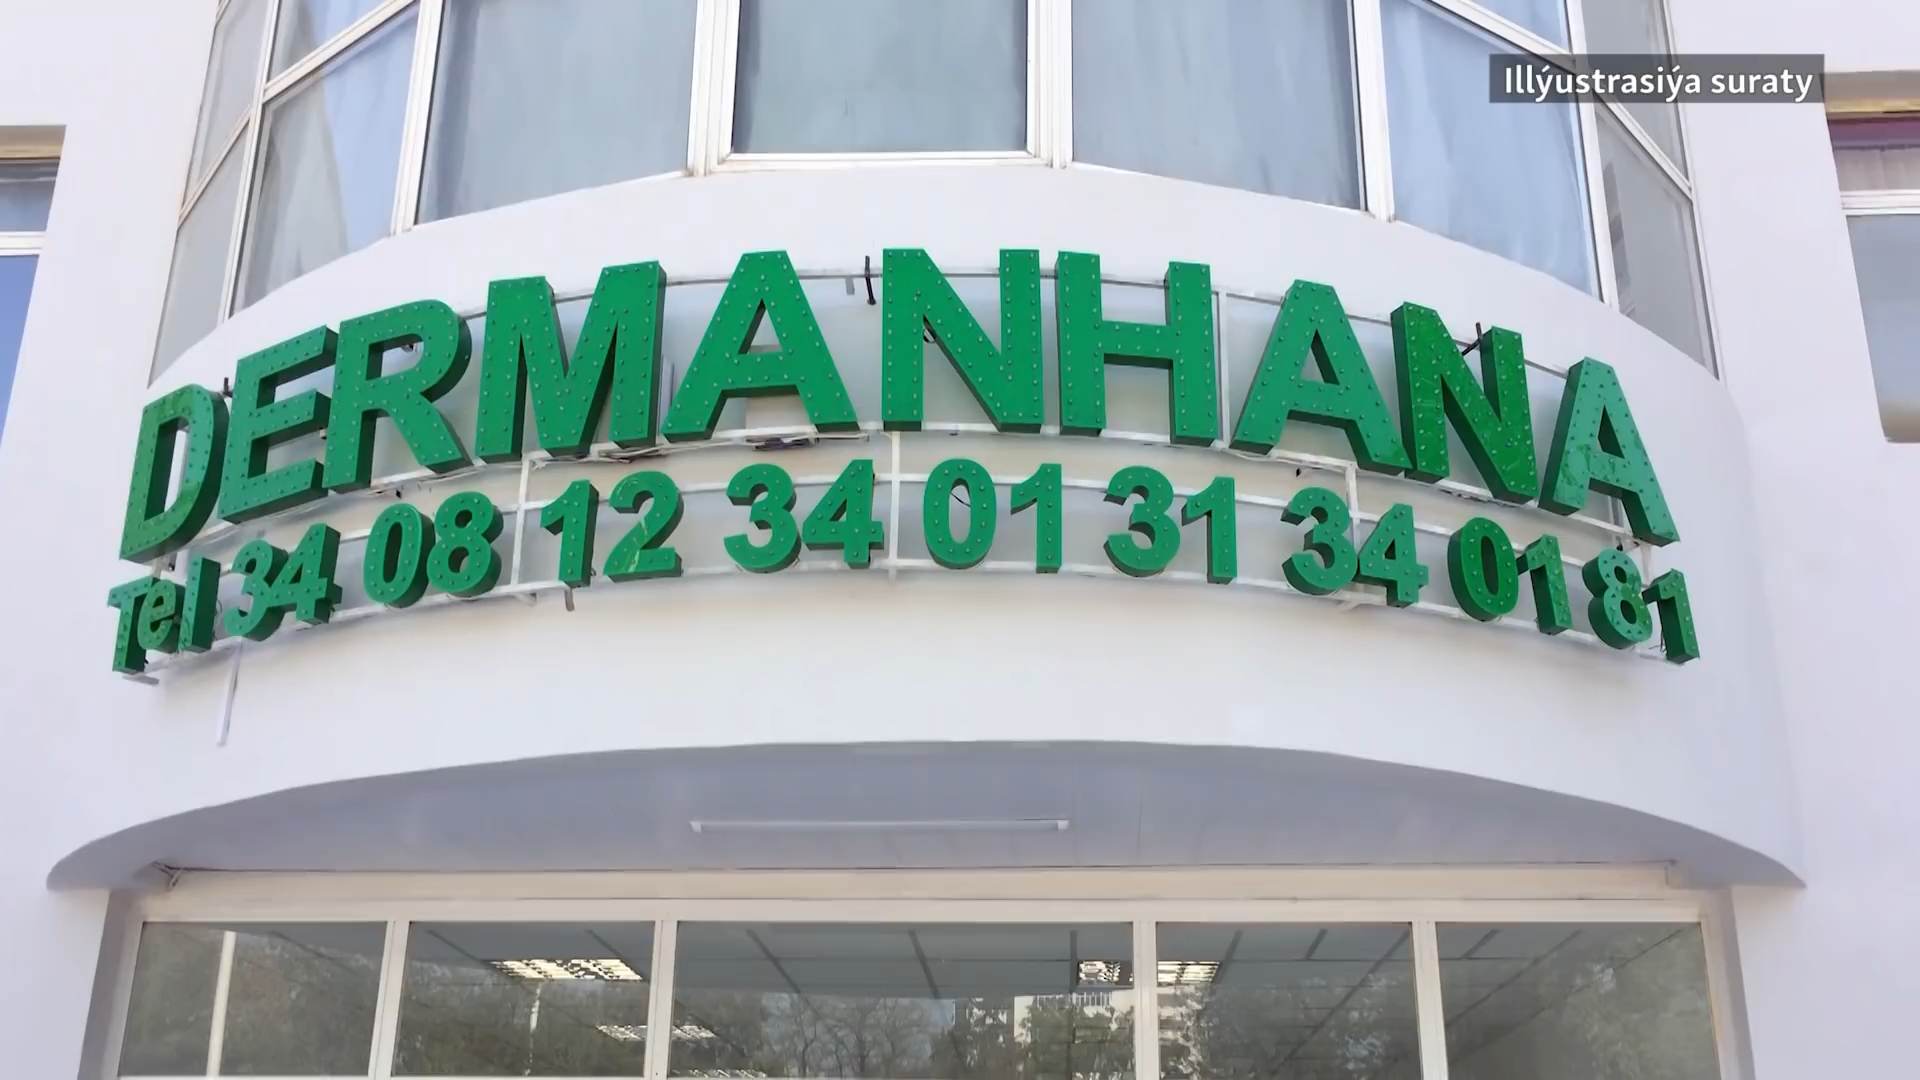 Illýustrasiýa suraty
DERMANHANA
Tel 34 08 12 34 01 31 34 01 81